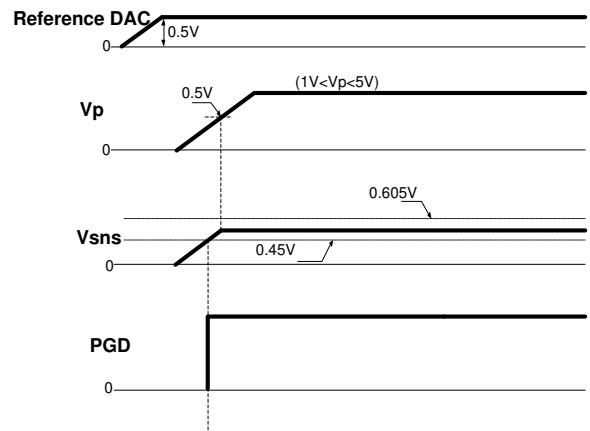 Reference DAC
0.5V
0
0.5V
(1V<Vp<5V)
Vp
0
0.605V
Vsns
0.45V
0
PGD
0